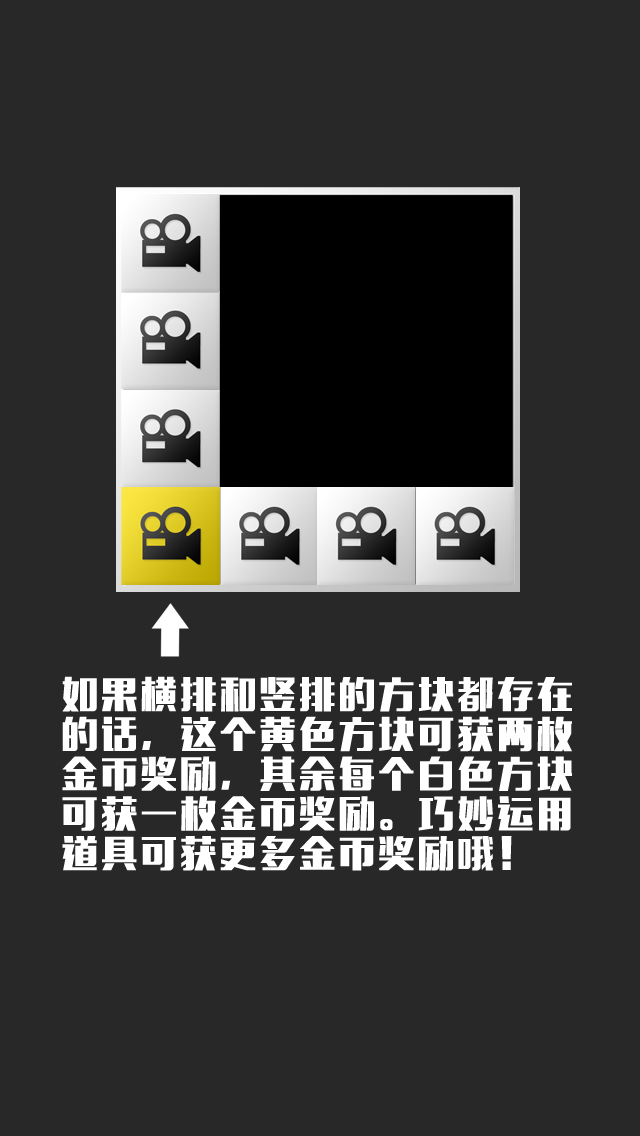 如果横排和竖排的方块都存在
的话，这个黄色方块可获两枚
金币奖励，其余每个白色方块
可获一枚金币奖励。巧妙运用
道具可获更多金币奖励哦！